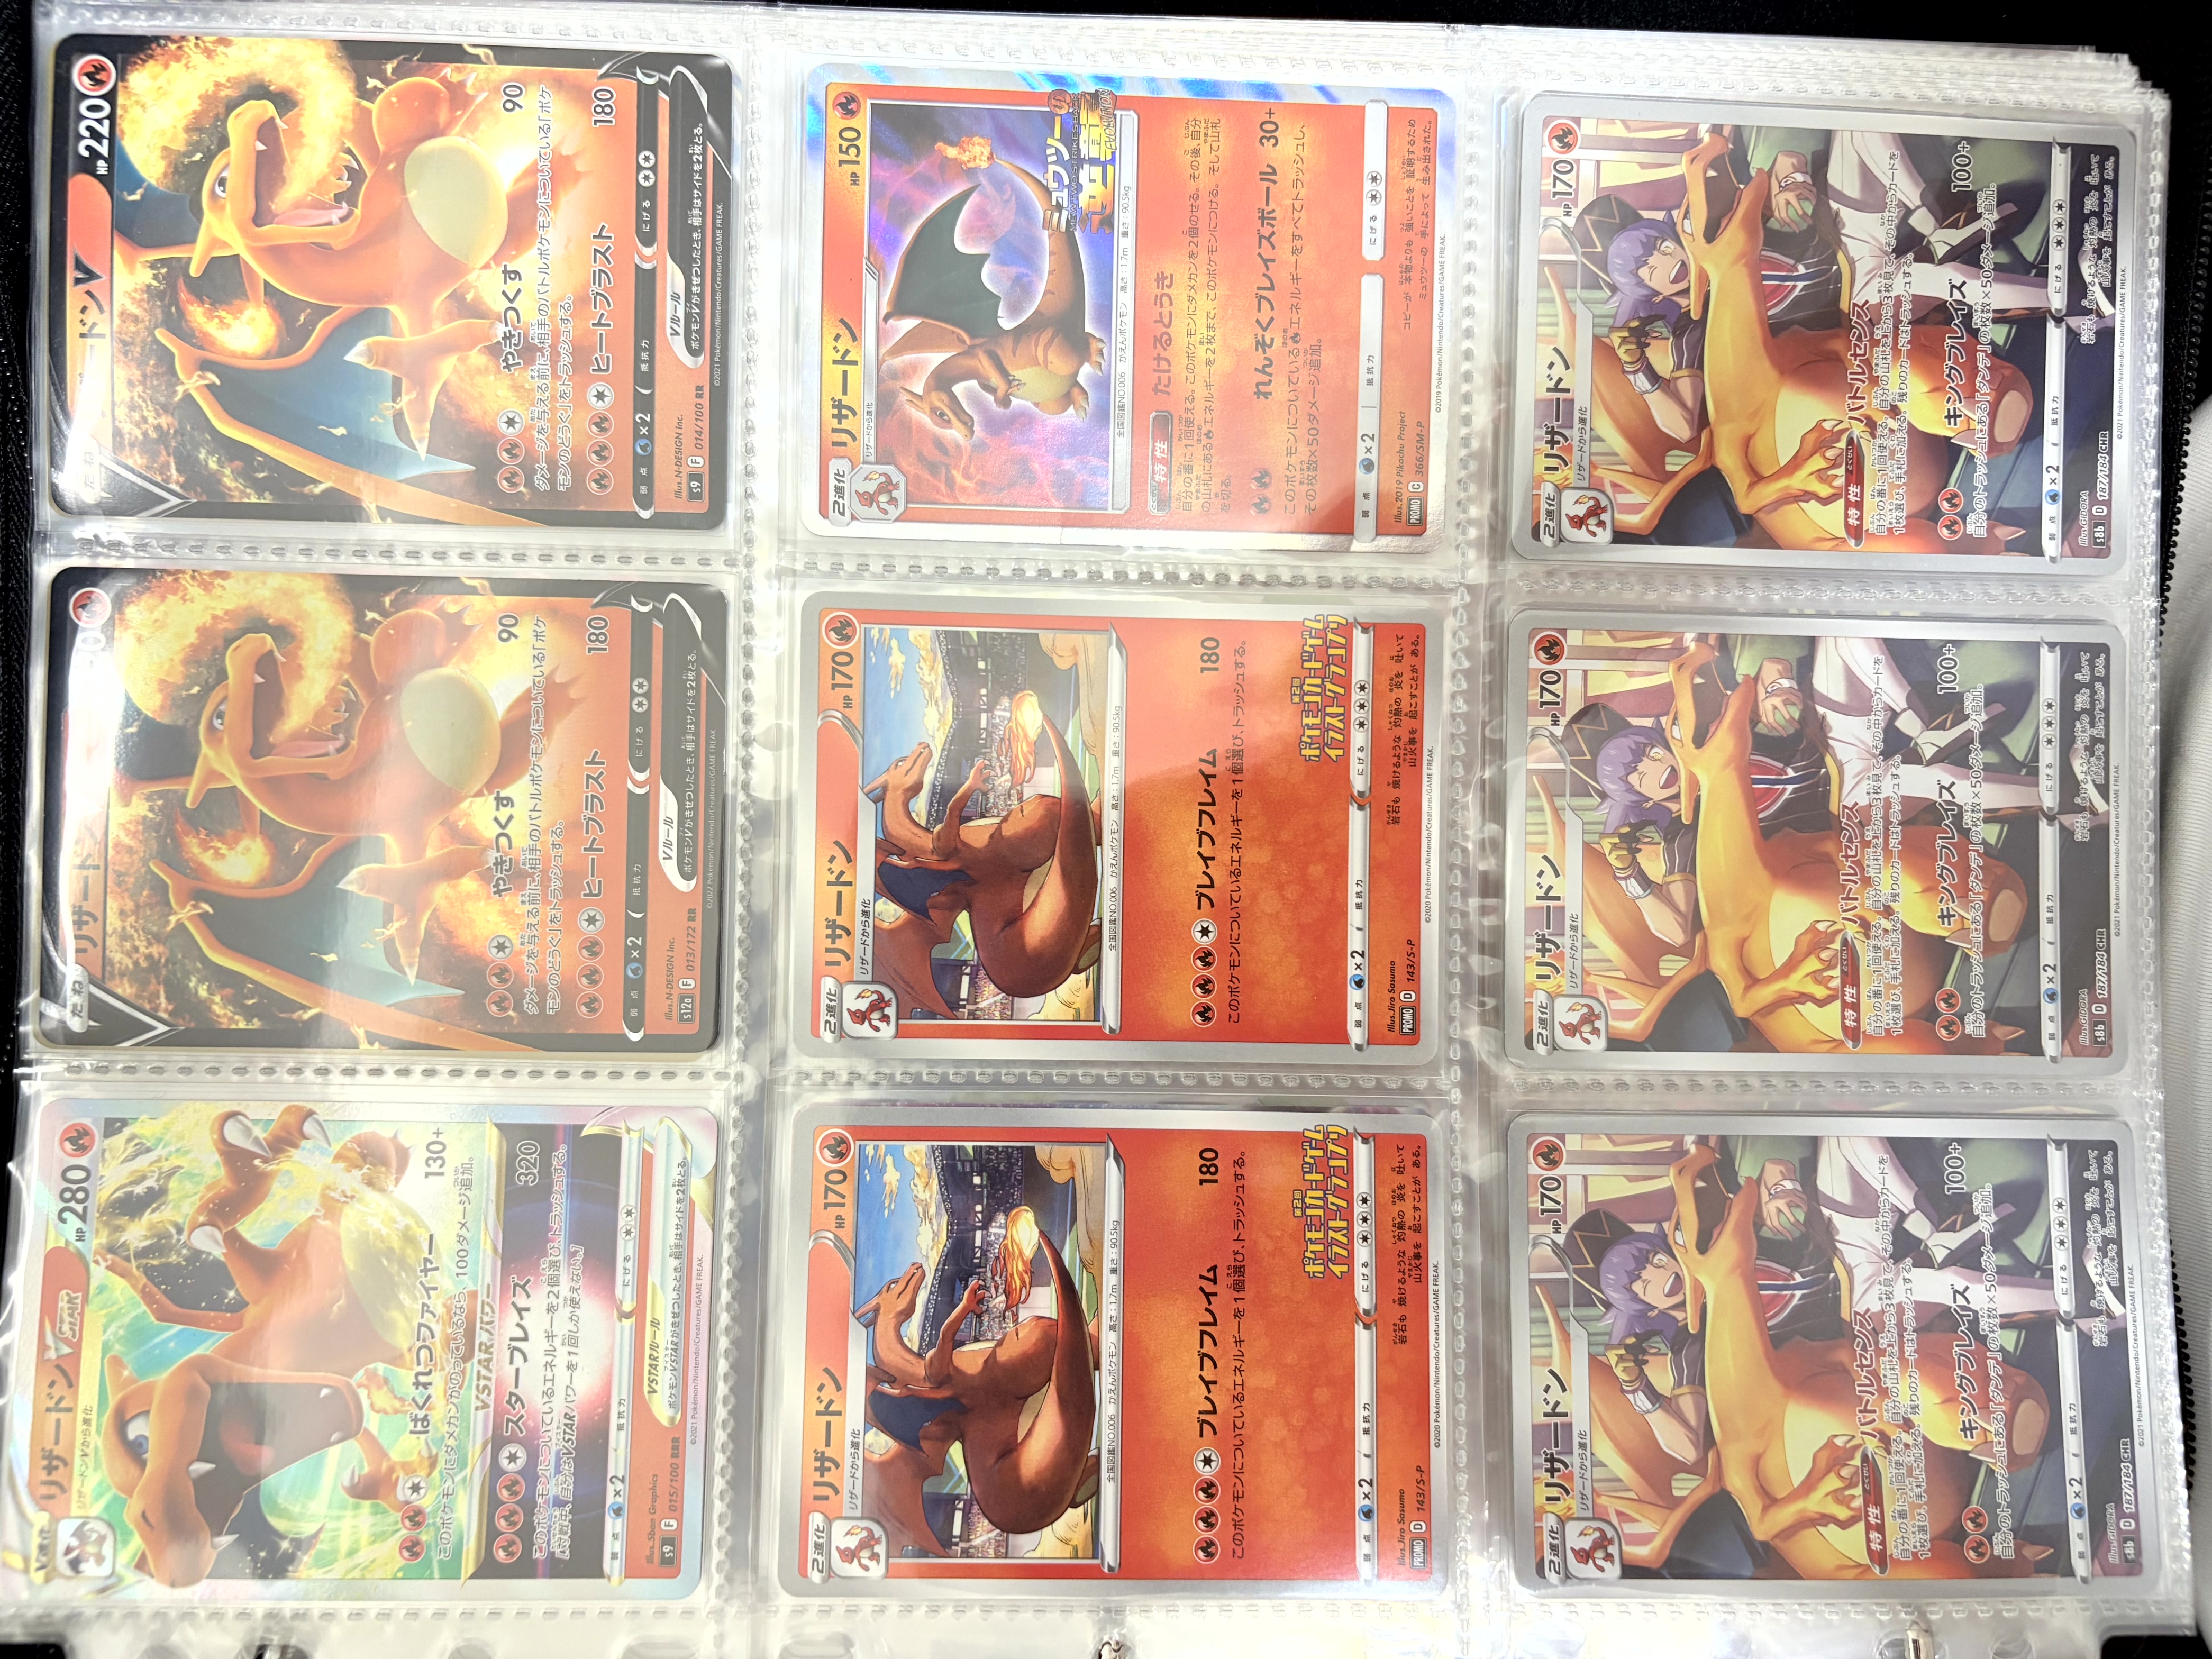 V進化
リザードンVSTAR
HP280
リザードンVから進化
ばくれつファイヤー 130+
このポケモンにダメカンがのっているなら、100ダメージ追加。
VSTARパワー
スターブレイズ 320
このポケモンについているエネルギーを2個選び、トラッシュする。
[対戦中、自分はVSTARパワーを1回しか使えない。]
弱点 ×2 抵抗力 にげる
Illus.5ban Graphics
VSTARルール
ポケモンVSTARがきぜつしたとき、相手はサイドを2枚とる。
s9 F 015/100 RRR
©2021 Pokémon/Nintendo/Creatures/GAME FREAK.
たね
リザードン
やきつくす 90
ダメージを与える前に、相手のバトルポケモンについている「ポケ
モンのどうぐ」をトラッシュする。
ヒートブラスト 180
弱点 ×2 抵抗力 にげる
Illus.N-DESIGN Inc.
Vルール
ポケモンVがきぜつしたとき、相手はサイドを2枚とる。
s12a F 013/172 RR
©2022 Pokémon/Nintendo/Creatures/GAME FREAK.
たね
ードンV
HP220
やきつくす 90
ダメージを与える前に、相手のバトルポケモンについている「ポケ
モンのどうぐ」をトラッシュする。
ヒートブラスト 180
弱点 ×2 抵抗力 にげる
Illus.N-DESIGN Inc.
Vルール
ポケモンVがきぜつしたとき、相手はサイドを2枚とる。
s9 F 014/100 RR
©2021 Pokémon/Nintendo/Creatures/GAME FREAK.
2進化
リザードン
HP170
リザードから進化
全国図鑑NO.006 かえんポケモン 高さ:1.7m 重さ:90.5kg
ブレイブフレイム 180
このポケモンについているエネルギーを1個選び、トラッシュする。
第2回
ポケモンカードゲーム
イラストグランプリ
弱点 ×2 抵抗力 にげる
Illus.Jiro Sasumo
岩石も 焼けるような 灼熱の 炎を 吐いて
山火事を 起こすことが ある。
PROMO D 143/S-P
©2020 Pokémon/Nintendo/Creatures/GAME FREAK.
2進化
リザードン
HP170
リザードから進化
全国図鑑NO.006 かえんポケモン 高さ:1.7m 重さ:90.5kg
ブレイブフレイム 180
このポケモンについているエネルギーを1個選び、トラッシュする。
第2回
ポケモンカードゲーム
イラストグランプリ
弱点 ×2 抵抗力 にげる
Illus.Jiro Sasumo
岩石も 焼けるような 灼熱の 炎を 吐いて
山火事を 起こすことが ある。
PROMO D 143/S-P
©2020 Pokémon/Nintendo/Creatures/GAME FREAK.
2進化
リザードン
HP150
リザードから進化
ミュウツーの
MEWTWO STRIKES BACK
逆襲
EVOLUTION
全国図鑑NO.006 かえんポケモン 高さ:1.7m 重さ:90.5kg
特性 たけるとうき
自分の番に1回使える。このポケモンにダメカンを2個のせる。その後、自分
の山札にあるエネルギーを2枚まで、このポケモンにつける。そして山札
を切る。
れんぞくブレイズボール 30+
このポケモンについているエネルギーをすべてトラッシュし、
その枚数×50ダメージ追加。
弱点 ×2 抵抗力 にげる
Illus.2019 Pikachu Project
コピーが 本物よりも 強いことを 証明するため
ミュウツーの 手によって 生み出された。
PROMO C 366/SM-P
©2019 Pokémon/Nintendo/Creatures/GAME FREAK.
2進化
リザードン
HP170
リザードから進化
特性 バトルセンス
自分の番に1回使える。自分の山札を上から3枚見て、その中からカードを
1枚選び、手札に加える。残りのカードはトラッシュする。
キングブレイズ 100+
自分のトラッシュにある「ダンデ」の枚数×50ダメージ追加。
弱点 ×2 抵抗力 にげる
Illus.GIDORA
岩石も 焼けるような 灼熱の 炎を 吐いて
山火事を 起こすことが ある。
s8b D 187/184 CHR
©2021 Pokémon/Nintendo/Creatures/GAME FREAK.
2進化
リザードン
HP170
リザードから進化
特性 バトルセンス
自分の番に1回使える。自分の山札を上から3枚見て、その中からカードを
1枚選び、手札に加える。残りのカードはトラッシュする。
キングブレイズ 100+
自分のトラッシュにある「ダンデ」の枚数×50ダメージ追加。
弱点 ×2 抵抗力 にげる
Illus.GIDORA
岩石も 焼けるような 灼熱の 炎を 吐いて
山火事を 起こすことが ある。
s8b D 187/184 CHR
©2021 Pokémon/Nintendo/Creatures/GAME FREAK.
2進化
リザードン
HP170
リザードから進化
特性 バトルセンス
自分の番に1回使える。自分の山札を上から3枚見て、その中からカードを
1枚選び、手札に加える。残りのカードはトラッシュする。
キングブレイズ 100+
自分のトラッシュにある「ダンデ」の枚数×50ダメージ追加。
弱点 ×2 抵抗力 にげる
Illus.GIDORA
岩石も 焼けるような 灼熱の 炎を 吐いて
山火事を 起こすことが ある。
s8b D 187/184 CHR
©2021 Pokémon/Nintendo/Creatures/GAME FREAK.